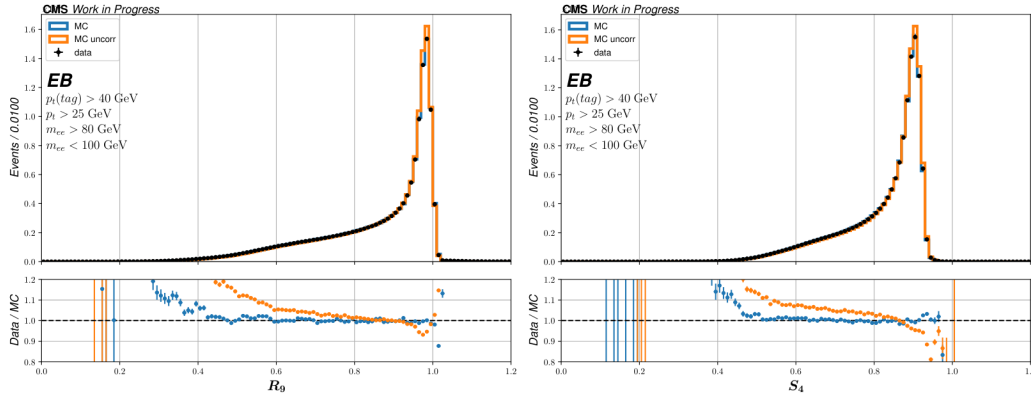 CMS Work in Progress
MC
MC uncorr
data
EB
p_t(tag) > 40 GeV
p_t > 25 GeV
m_ee > 80 GeV
m_ee < 100 GeV
Events / 0.0100
1.6
1.4
1.2
1.0
0.8
0.6
0.4
0.2
0.0
Data / MC
1.2
1.1
1.0
0.9
0.8
0.0 0.2 0.4 0.6 0.8 1.0 1.2
R_9
CMS Work in Progress
MC
MC uncorr
data
EB
p_t(tag) > 40 GeV
p_t > 25 GeV
m_ee > 80 GeV
m_ee < 100 GeV
Events / 0.0100
1.6
1.4
1.2
1.0
0.8
0.6
0.4
0.2
0.0
Data / MC
1.2
1.1
1.0
0.9
0.8
0.0 0.2 0.4 0.6 0.8 1.0 1.2
S_4